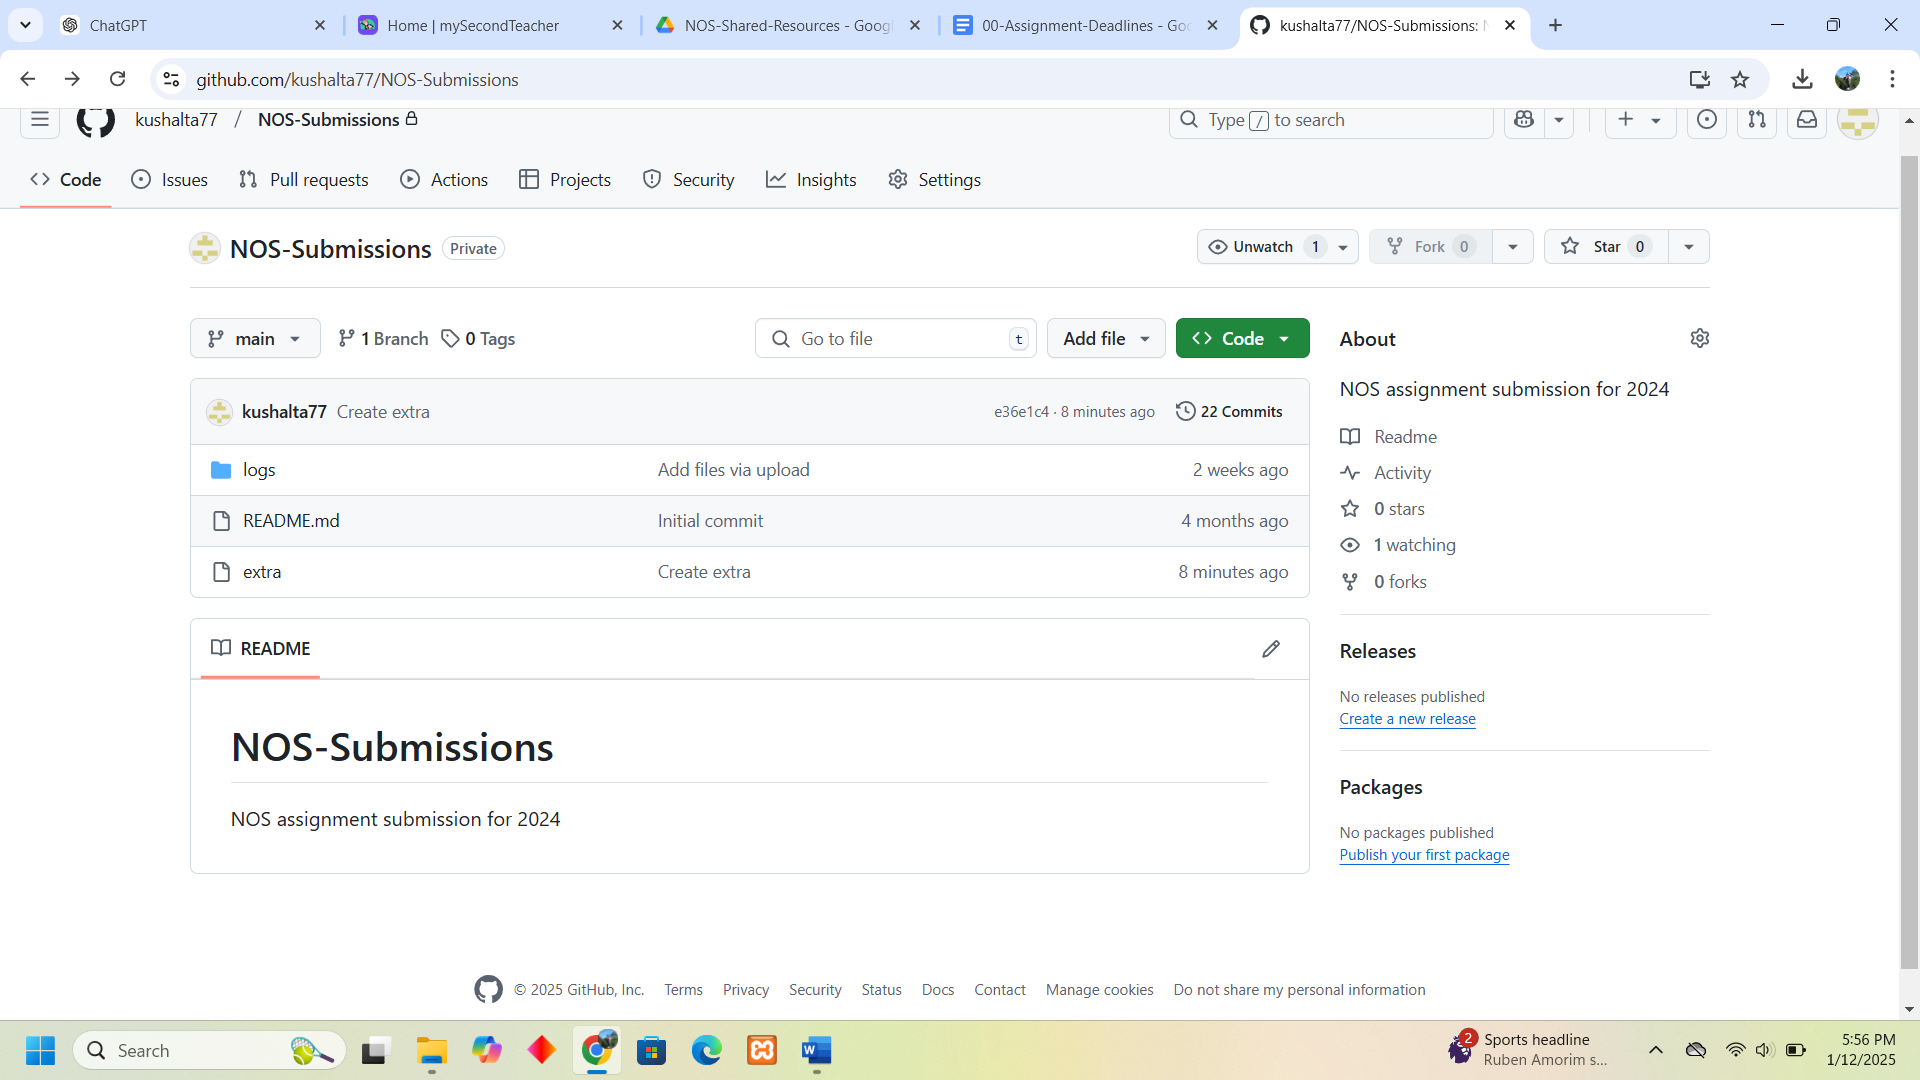 ChatGPT
Home | mySecondTeacher
NOS-Shared-Resources - Goog
00-Assignment-Deadlines - Goo
kushalta77/NOS-Submissions: N
github.com/kushalta77/NOS-Submissions
kushalta77 / NOS-Submissions
Type / to search
Code
Issues
Pull requests
Actions
Projects
Security
Insights
Settings
NOS-Submissions Private
Unwatch 1
Fork 0
Star 0
main
1 Branch
0 Tags
Go to file t
Add file
Code
kushalta77 Create extra e36e1c4 · 8 minutes ago 22 Commits
logs Add files via upload 2 weeks ago
README.md Initial commit 4 months ago
extra Create extra 8 minutes ago
README
NOS-Submissions
NOS assignment submission for 2024
About
NOS assignment submission for 2024
Readme
Activity
0 stars
1 watching
0 forks
Releases
No releases published
Create a new release
Packages
No packages published
Publish your first package
© 2025 GitHub, Inc. Terms Privacy Security Status Docs Contact Manage cookies Do not share my personal information
Search
2
Sports headline
Ruben Amorim s...
5:56 PM
1/12/2025